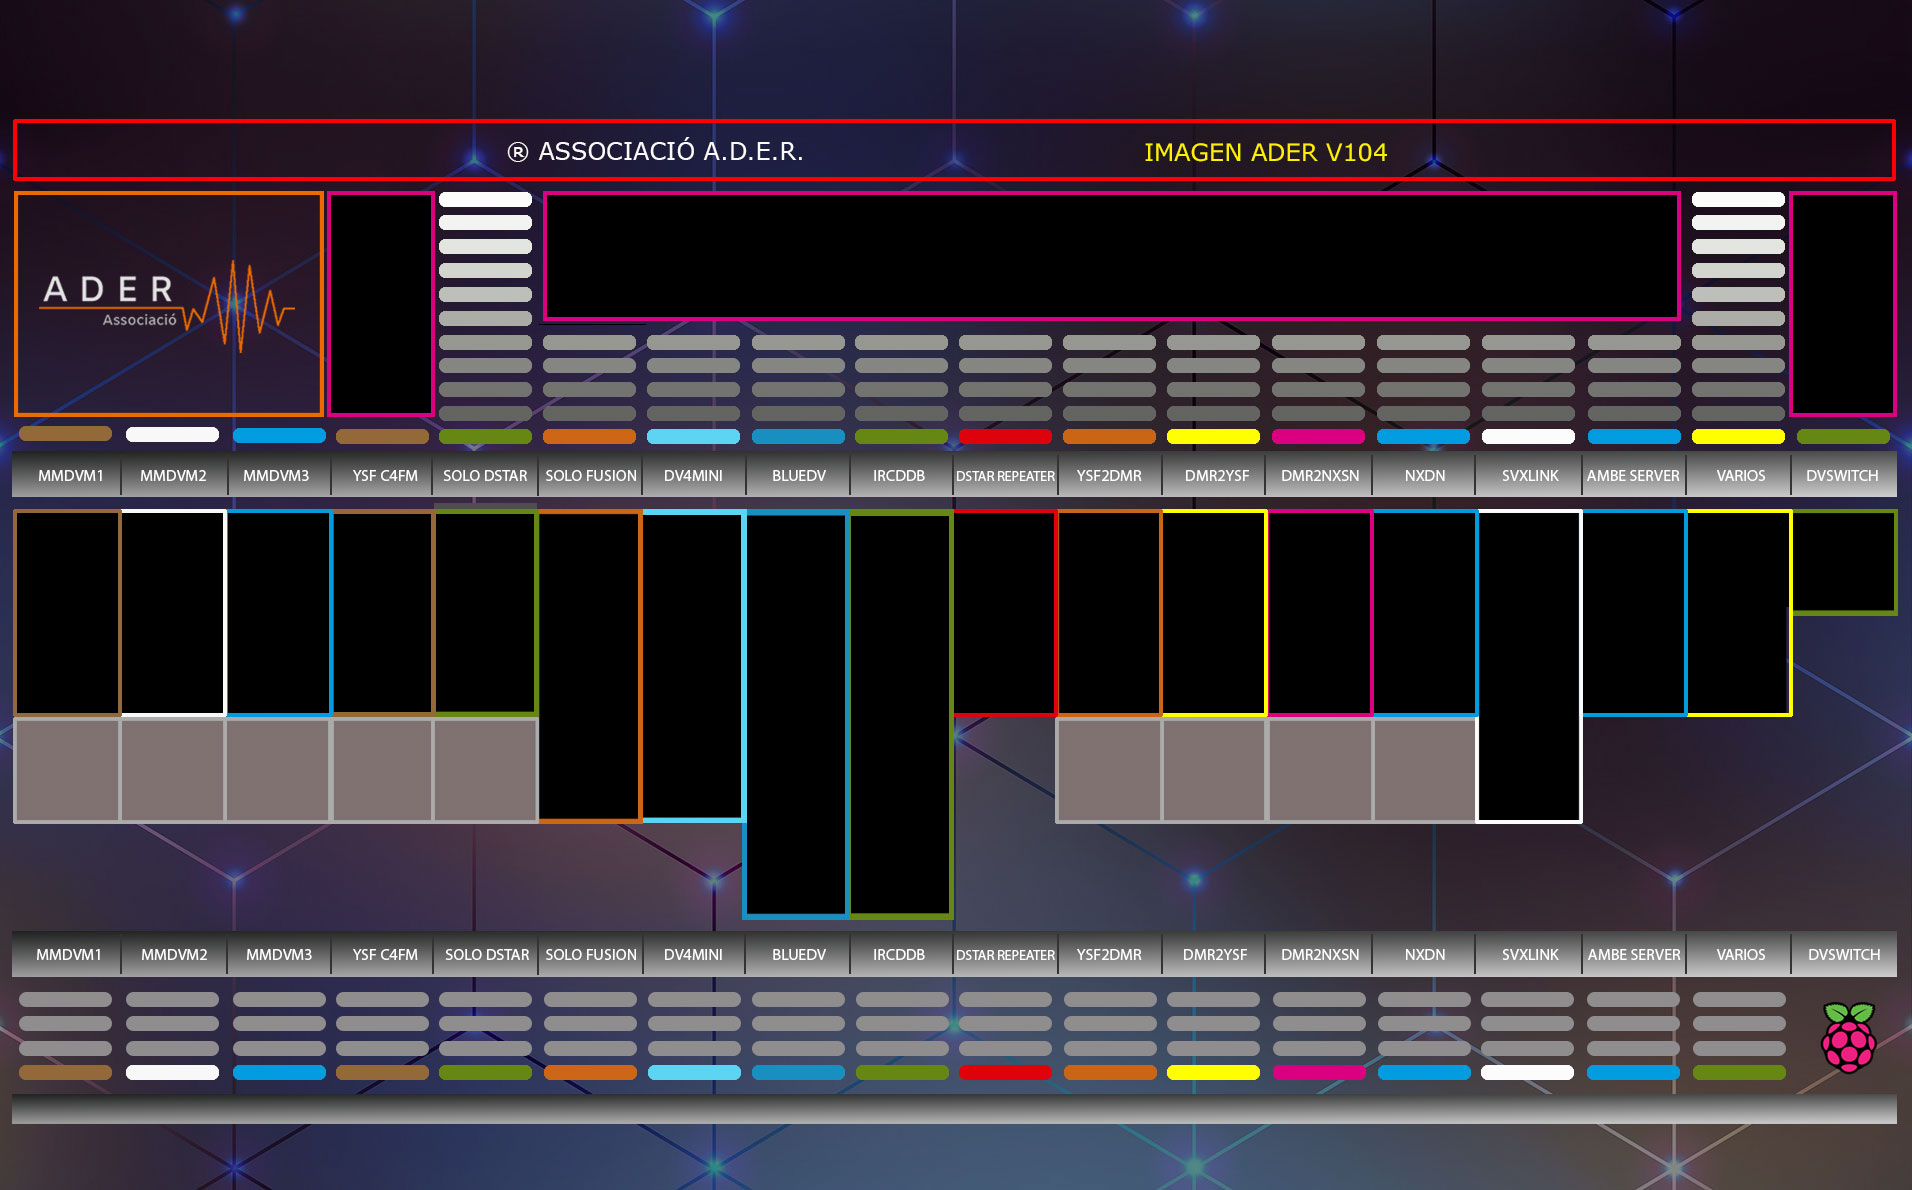 ® ASSOCIACIÓ A.D.E.R. IMAGEN ADER V104
ADER
Associació
MMDVM1 MMDVM2 MMDVM3 YSF C4FM SOLO DSTAR SOLO FUSION DV4MINI BLUEDV IRCDDB DSTAR REPEATER YSF2DMR DMR2YSF DMR2NXSN NXDN SVXLINK AMBE SERVER VARIOS DVSWITCH
MMDVM1 MMDVM2 MMDVM3 YSF C4FM SOLO DSTAR SOLO FUSION DV4MINI BLUEDV IRCDDB DSTAR REPEATER YSF2DMR DMR2YSF DMR2NXSN NXDN SVXLINK AMBE SERVER VARIOS DVSWITCH